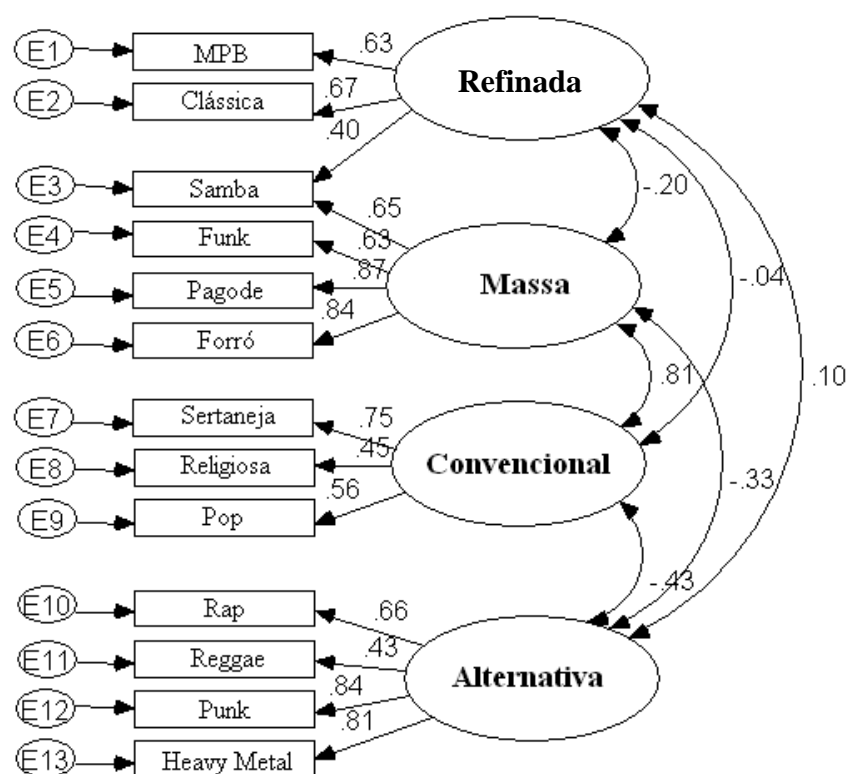 E1
MPB
.63
Refinada
E2
Clássica
.67
.40
E3
Samba
-.20
.65
E4
Funk
.63
E5
Pagode
.87
Massa
-.04
E6
Forró
.84
.81
.10
E7
Sertaneja
.75
E8
Religiosa
.45
Convencional
-.33
E9
Pop
.56
-.43
E10
Rap
.66
E11
Reggae
.43
Alternativa
E12
Punk
.84
E13
Heavy Metal
.81